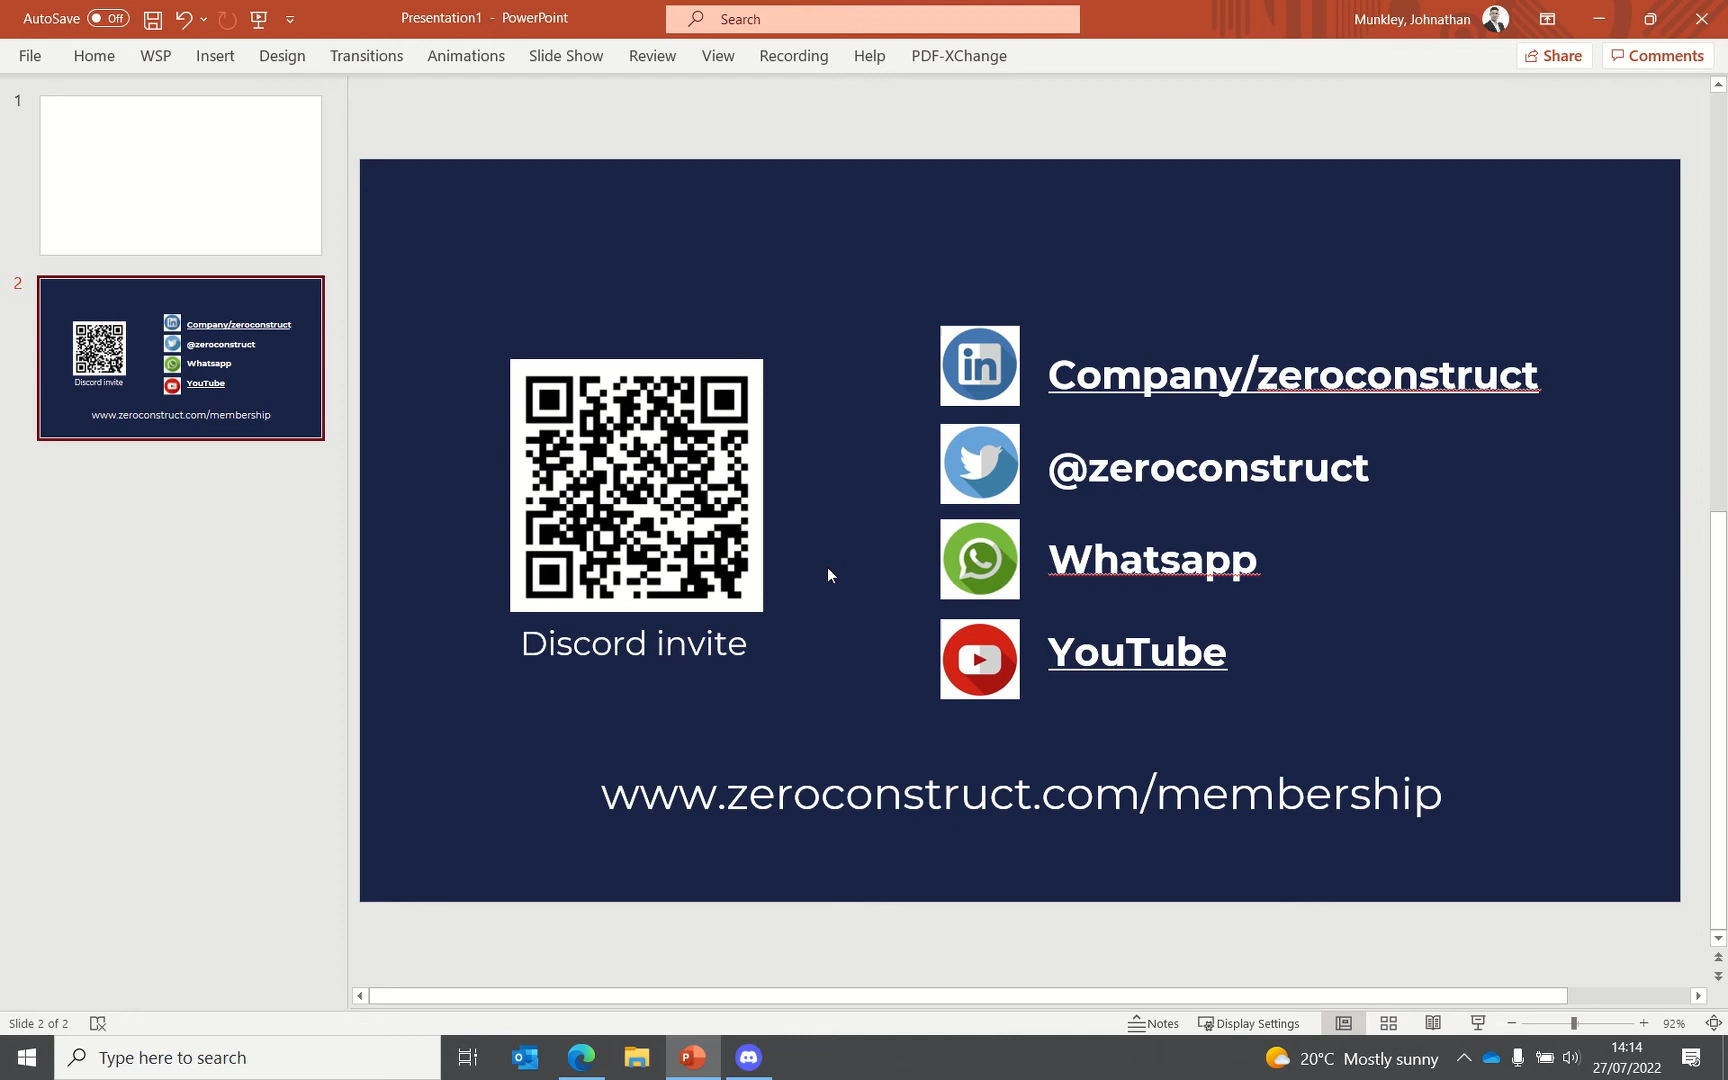 AutoSave Off
Presentation1 - PowerPoint
Search
Munkley, Johnathan
File Home WSP Insert Design Transitions Animations Slide Show Review View Recording Help PDF-XChange
Share Comments
1
2
Company/zeroconstruct
@zeroconstruct
Whatsapp
YouTube
Discord invite
www.zeroconstruct.com/membership
in
Company/zeroconstruct
@zeroconstruct
Whatsapp
YouTube
Discord invite
www.zeroconstruct.com/membership
Slide 2 of 2
Notes Display Settings 92%
Type here to search
20°C Mostly sunny
14:14
27/07/2022